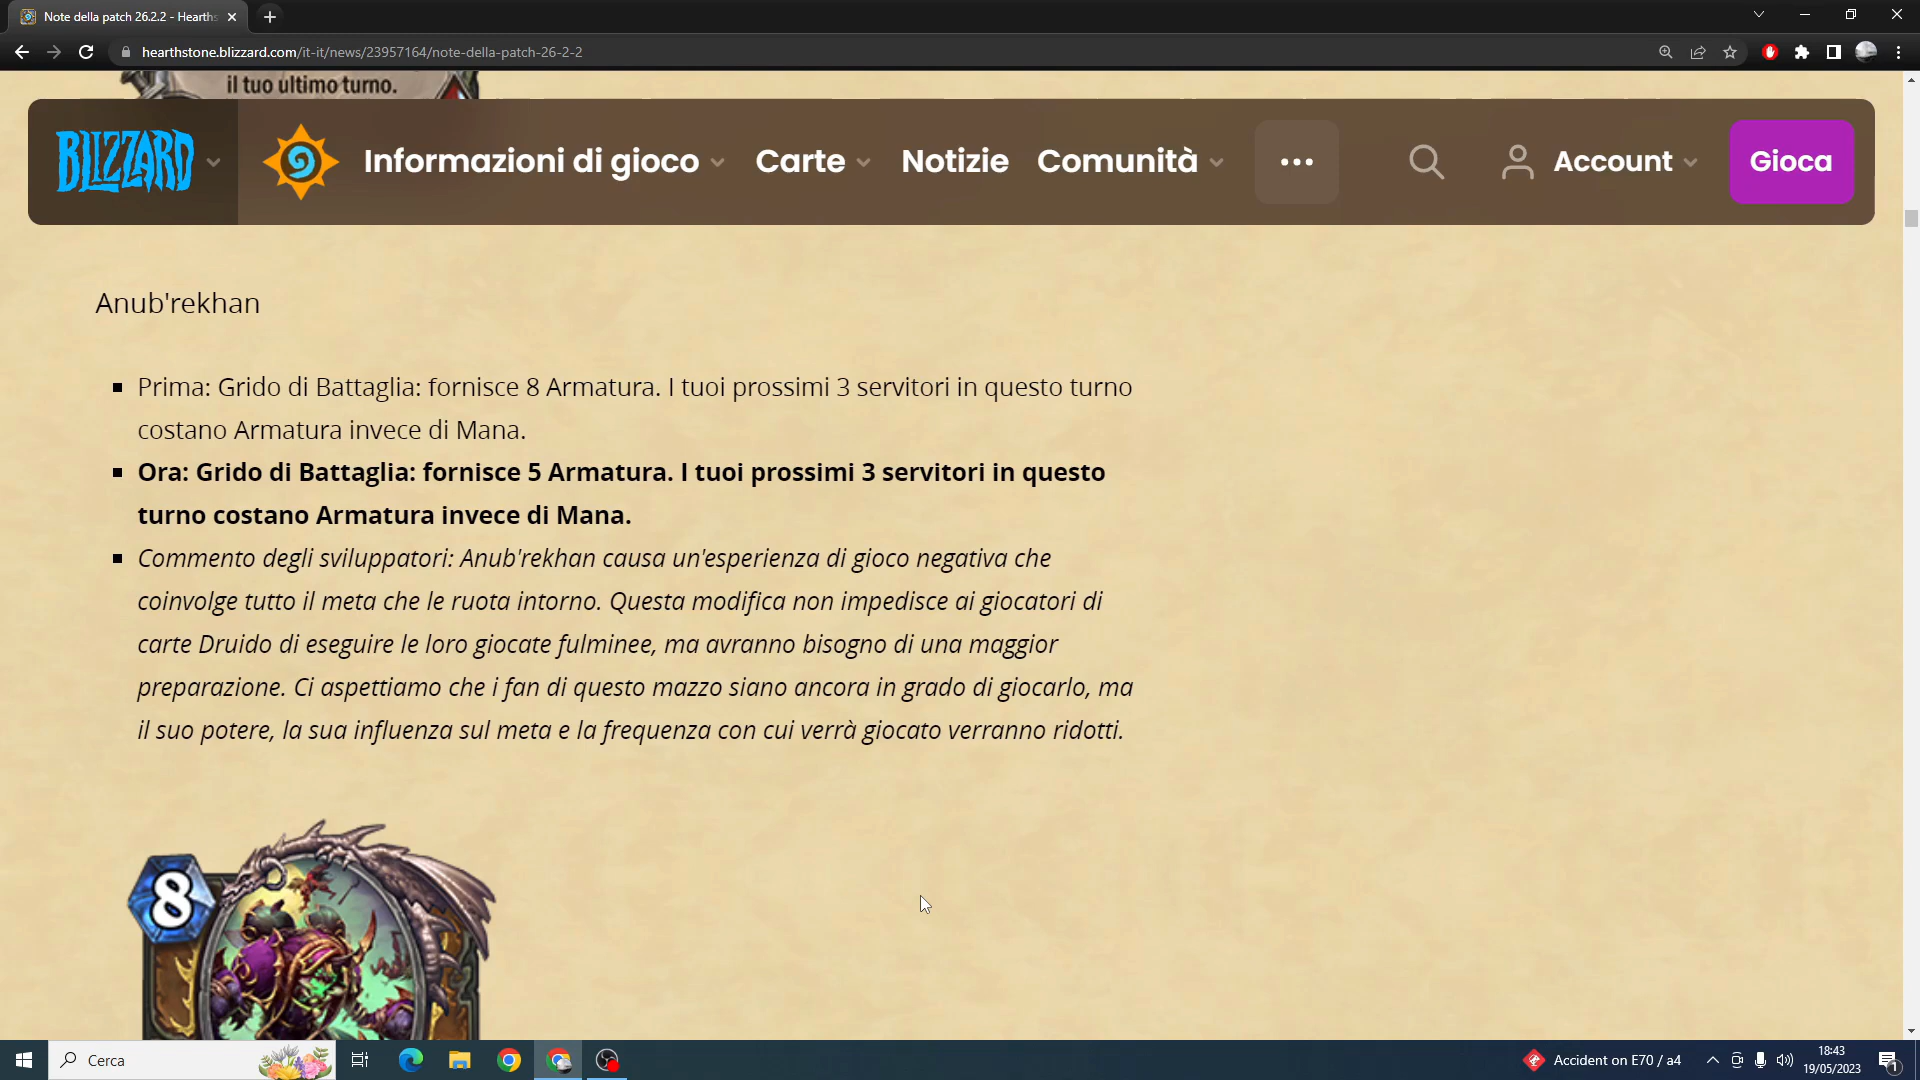 Note della patch 26.2.2 - Hearths
hearthstone.blizzard.com/it-it/news/23957164/note-della-patch-26-2-2
il tuo ultimo turno.
BLIZZARD
Informazioni di gioco
Carte
Notizie
Comunità
Account
Gioca
Anub'rekhan
Prima: Grido di Battaglia: fornisce 8 Armatura. I tuoi prossimi 3 servitori in questo turno
costano Armatura invece di Mana.
Ora: Grido di Battaglia: fornisce 5 Armatura. I tuoi prossimi 3 servitori in questo
turno costano Armatura invece di Mana.
Commento degli sviluppatori: Anub'rekhan causa un'esperienza di gioco negativa che
coinvolge tutto il meta che le ruota intorno. Questa modifica non impedisce ai giocatori di
carte Druido di eseguire le loro giocate fulminee, ma avranno bisogno di una maggior
preparazione. Ci aspettiamo che i fan di questo mazzo siano ancora in grado di giocarlo, ma
il suo potere, la sua influenza sul meta e la frequenza con cui verrà giocato verranno ridotti.
8
Cerca
Accident on E70 / a4
18:43
19/05/2023
1